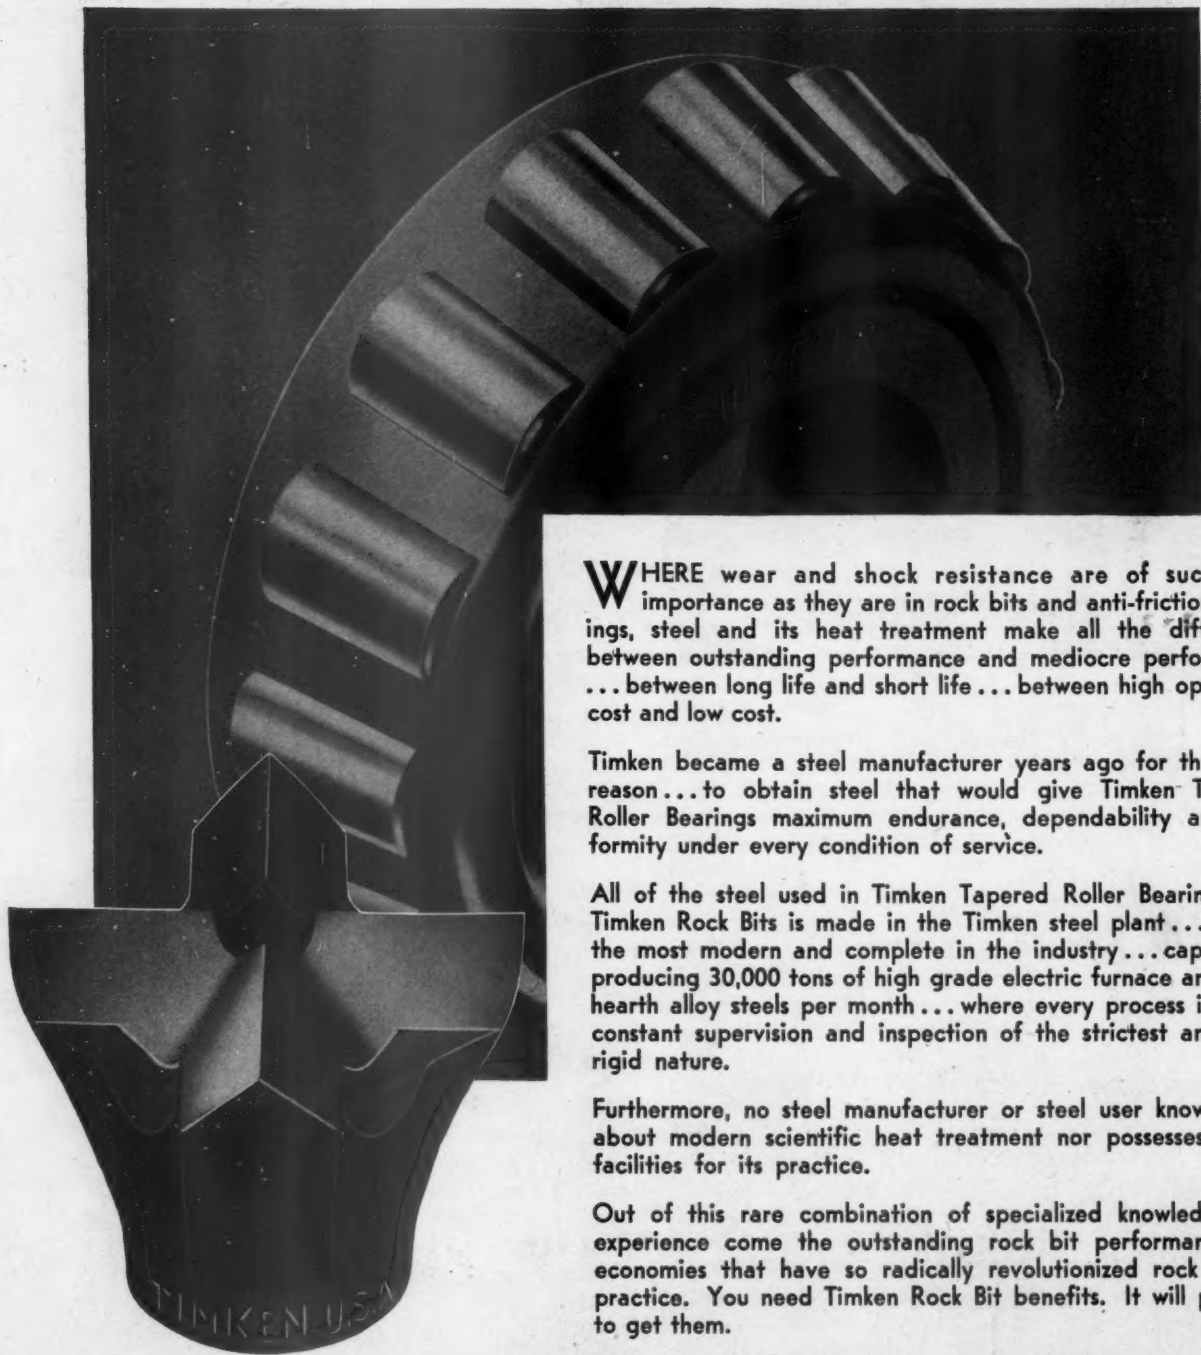 WHERE wear and shock resistance are of suc
importance as they are in rock bits and anti-frictio
ings, steel and its heat treatment make all the dif
between outstanding performance and mediocre perfo
...between long life and short life...between high op
cost and low cost.
Timken became a steel manufacturer years ago for th
reason...to obtain steel that would give Timken T
Roller Bearings maximum endurance, dependability a
formity under every condition of service.
All of the steel used in Timken Tapered Roller Bearin
Timken Rock Bits is made in the Timken steel plant...
the most modern and complete in the industry...cap
producing 30,000 tons of high grade electric furnace an
hearth alloy steels per month...where every process i
constant supervision and inspection of the strictest an
rigid nature.
Furthermore, no steel manufacturer or steel user know
about modern scientific heat treatment nor possesses
facilities for its practice.
Out of this rare combination of specialized knowled
experience come the outstanding rock bit performan
economies that have so radically revolutionized rock
practice. You need Timken Rock Bit benefits. It will p
to get them.
TIMKEN U.S.A